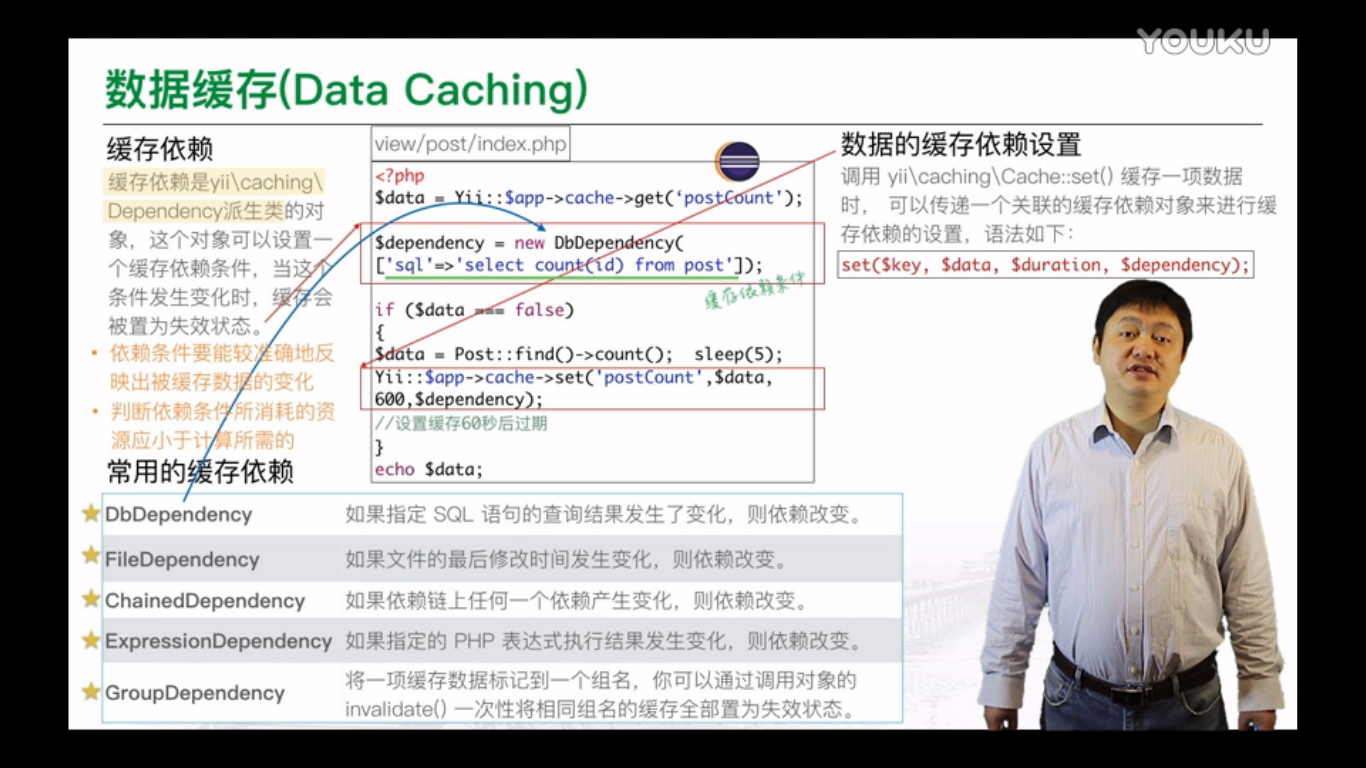 YOUKU
数据缓存(Data Caching)
缓存依赖
缓存依赖是yii\caching\
Dependency派生类的对
象，这个对象可以设置一
个缓存依赖条件，当这个
条件发生变化时，缓存会
被置为失效状态。
• 依赖条件要能较准确地反
映出被缓存数据的变化
• 判断依赖条件所消耗的资
源应小于计算所需的
view/post/index.php
<?php
$data = Yii::$app->cache->get(‘postCount');
$dependency = new DbDependency(
['sql'=>'select count(id) from post']);
缓存依赖条件
if ($data === false)
{
$data = Post::find()->count(); sleep(5);
Yii::$app->cache->set('postCount',$data,
600,$dependency);
//设置缓存60秒后过期
}
echo $data;
数据的缓存依赖设置
调用 yii\caching\Cache::set() 缓存一项数据
时， 可以传递一个关联的缓存依赖对象来进行缓
存依赖的设置，语法如下：
set($key, $data, $duration, $dependency);
常用的缓存依赖
DbDependency 如果指定 SQL 语句的查询结果发生了变化，则依赖改变。
FileDependency 如果文件的最后修改时间发生变化，则依赖改变。
ChainedDependency 如果依赖链上任何一个依赖产生变化，则依赖改变。
ExpressionDependency 如果指定的 PHP 表达式执行结果发生变化，则依赖改变。
GroupDependency 将一项缓存数据标记到一个组名，你可以通过调用对象的
invalidate() 一次性将相同组名的缓存全部置为失效状态。